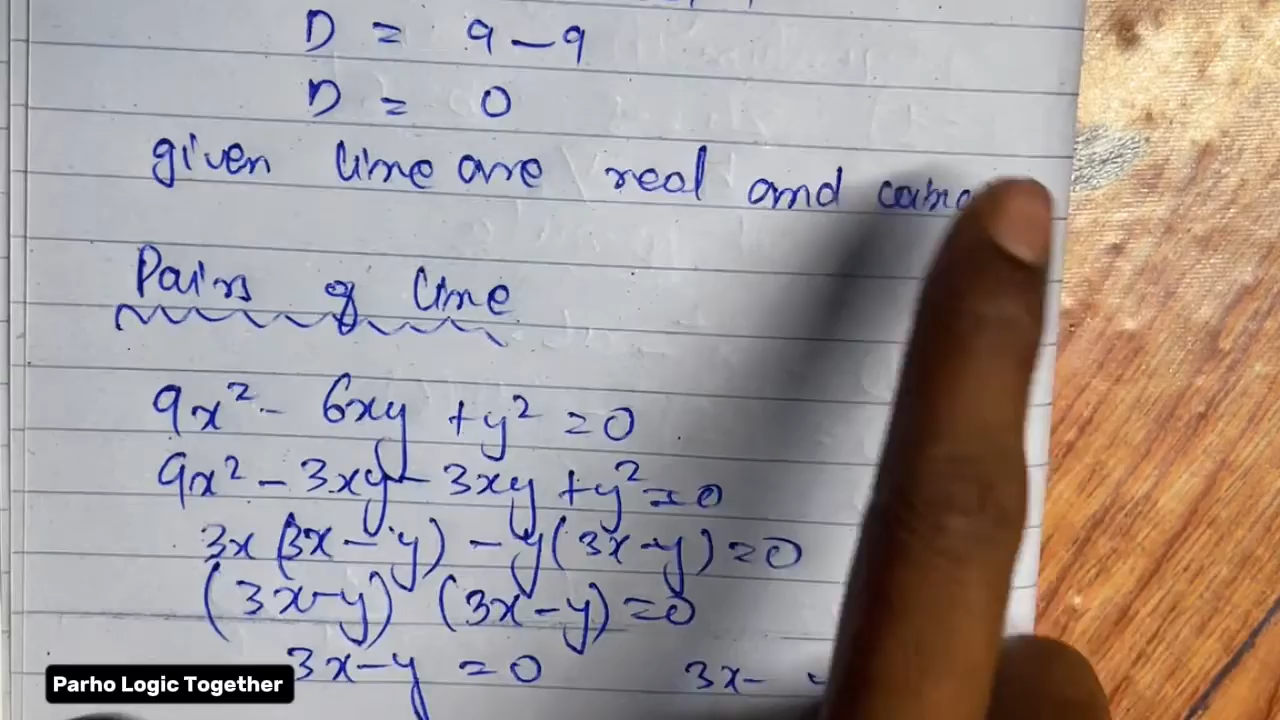 D = 9 - 9
D = 0
given line are real and
Pairs of line
9x² - 6xy + y² = 0
9x² - 3xy - 3xy + y² = 0
3x (3x - y) - y (3x - y) = 0
(3x - y) (3x - y) = 0
3x - y = 0 3x -
Parho Logic Together